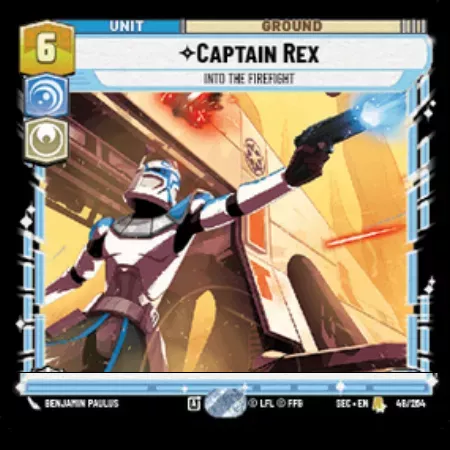 6
UNIT
GROUND
CAPTAIN REX
INTO THE FIREFIGHT
BENJAMIN PAULUS
A
© LFL ℗ FFG
SEC • EN
48/264